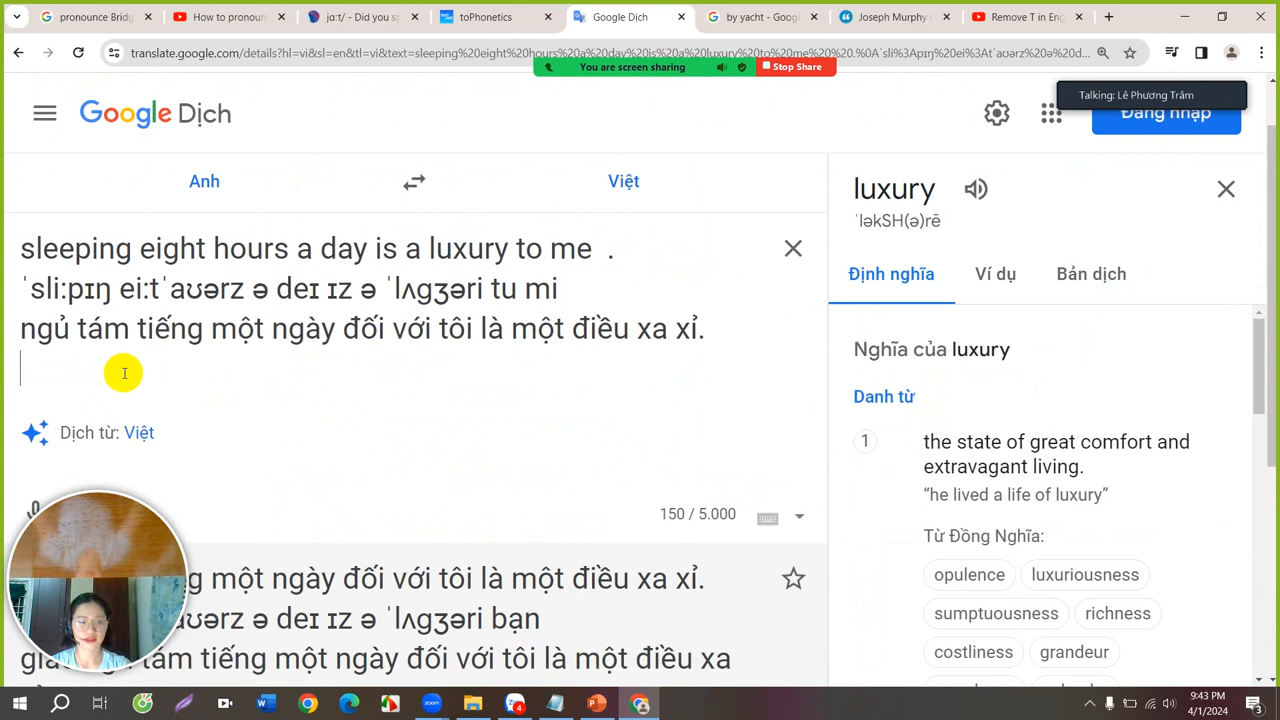 pronounce Bridg
How to pronoun
jɑːt/ - Did you sp
toPhonetics
Google Dịch
by yacht - Goog
Joseph Murphy
Remove T in Eng
translate.google.com/details?hl=vi&sl=en&tl=vi&text=sleeping%20eight%20hours%20a%20day%20is%20a%20luxury%20to%20me%20%20.%0Aˈsli%3Apɪŋ%20ei%3Atˈaʊərz%20a%20d...
You are screen sharing
Stop Share
Talking: Lê Phương Trâm
Google Dịch
Đăng nhập
Anh
Việt
sleeping eight hours a day is a luxury to me .
ˈsli:pɪŋ ei:tˈaʊərz ə deɪ ɪz ə ˈlʌgʒəri tu mi
ngủ tám tiếng một ngày đối với tôi là một điều xa xỉ.
Dịch từ: Việt
150 / 5.000
g một ngày đối với tôi là một điều xa xỉ.
aʊərz ə deɪ ɪz ə ˈlʌgʒəri bạn
tám tiếng một ngày đối với tôi là một điều xa
luxury
ˈləkSH(ə)rē
Định nghĩa
Ví dụ
Bản dịch
Nghĩa của luxury
Danh từ
1
the state of great comfort and
extravagant living.
“he lived a life of luxury”
Từ Đồng Nghĩa:
opulence
luxuriousness
sumptuousness
richness
costliness
grandeur
zoom
4
9:43 PM
4/1/2024
3